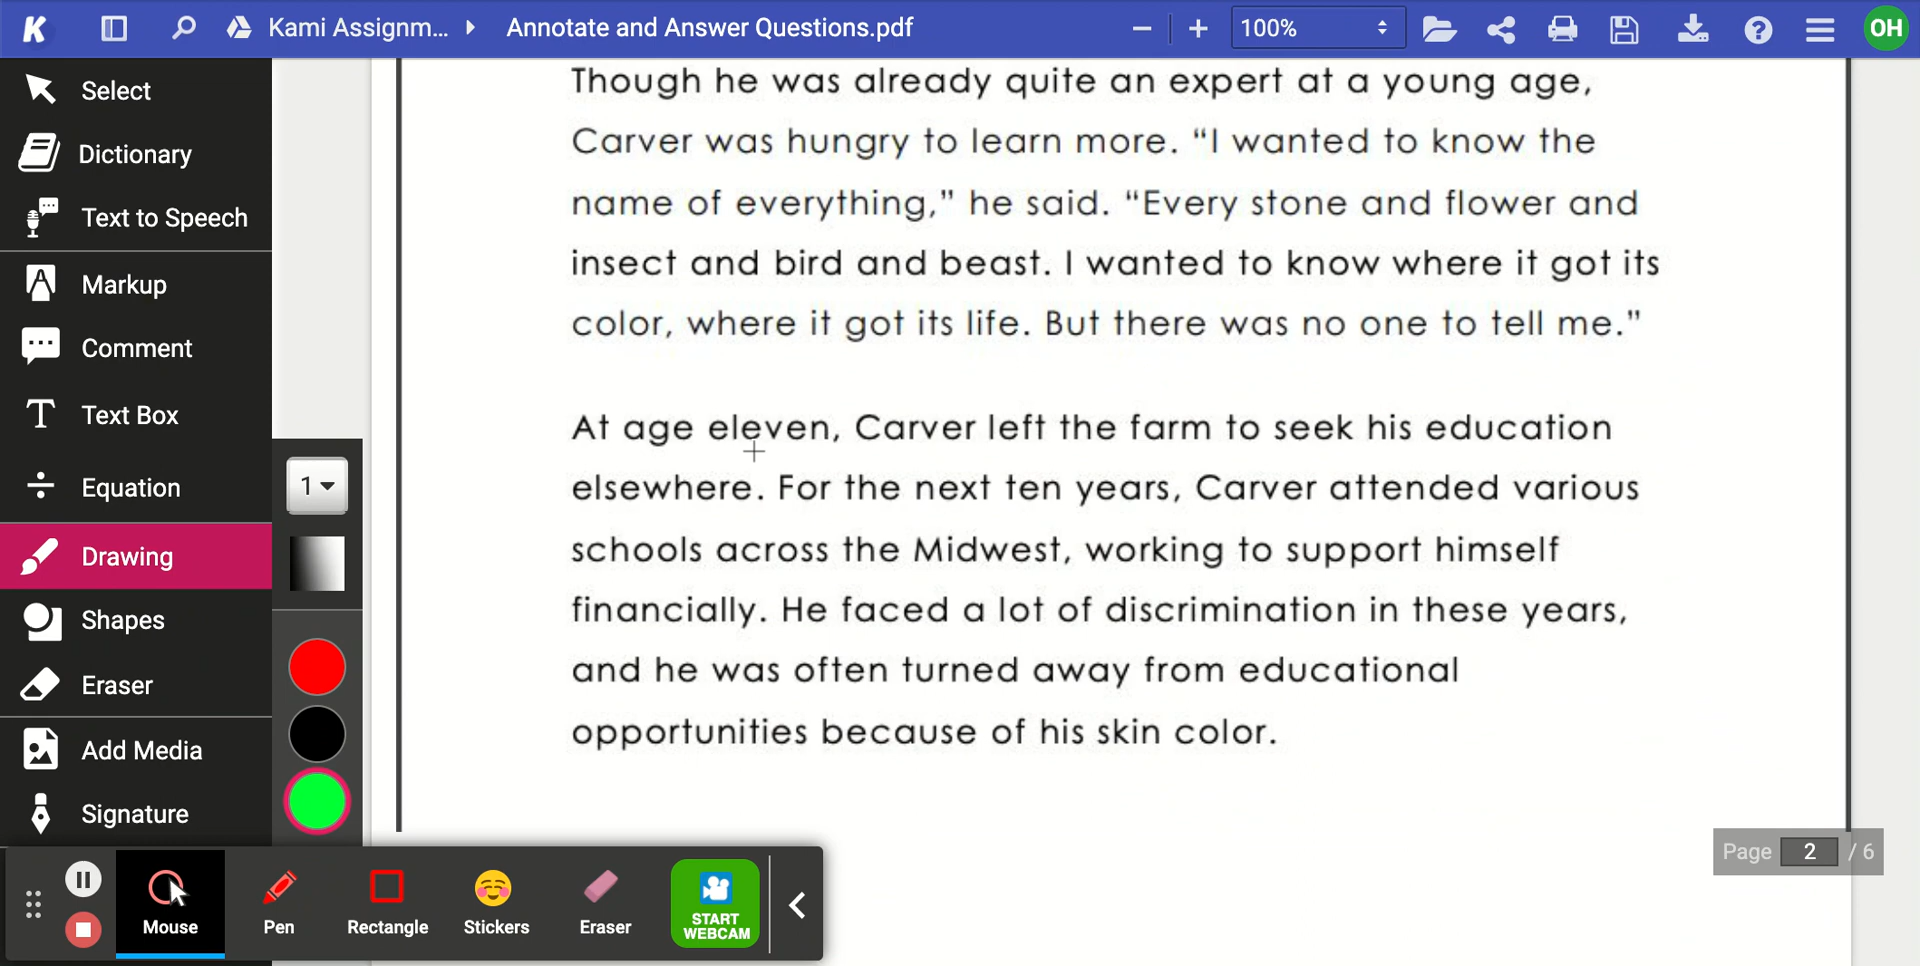 K
Kami Assignm... Annotate and Answer Questions.pdf
100%
OH
Select
Dictionary
Text to Speech
Markup
Comment
Text Box
Equation
Drawing
Shapes
Eraser
Add Media
Signature
1
Though he was already quite an expert at a young age,
Carver was hungry to learn more. “I wanted to know the
name of everything,” he said. “Every stone and flower and
insect and bird and beast. I wanted to know where it got its
color, where it got its life. But there was no one to tell me.”
At age eleven, Carver left the farm to seek his education
elsewhere. For the next ten years, Carver attended various
schools across the Midwest, working to support himself
financially. He faced a lot of discrimination in these years,
and he was often turned away from educational
opportunities because of his skin color.
Page 2 / 6
Mouse
Pen
Rectangle
Stickers
Eraser
START
WEBCAM